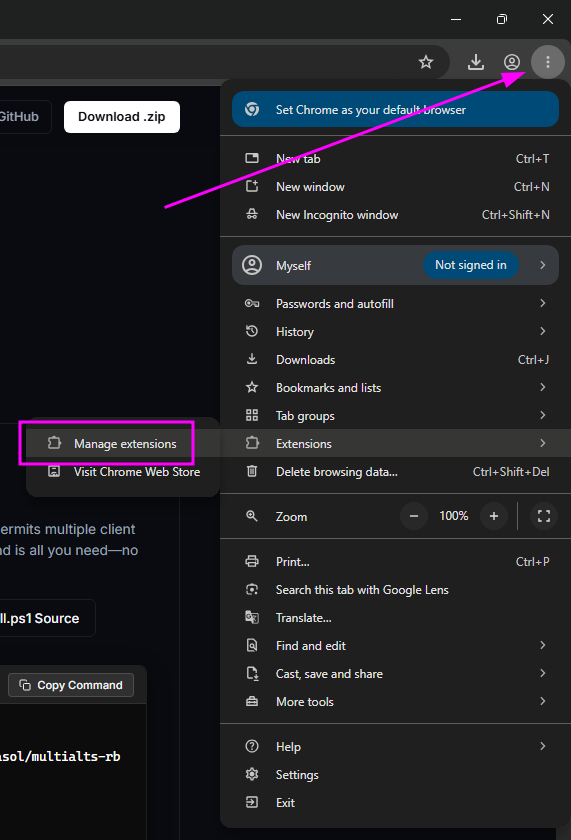 GitHub
Download .zip
Set Chrome as your default browser
New tab Ctrl+T
New window Ctrl+N
New Incognito window Ctrl+Shift+N
Myself Not signed in
Passwords and autofill
History
Downloads Ctrl+J
Bookmarks and lists
Tab groups
Manage extensions
Extensions
Visit Chrome Web Store
Delete browsing data... Ctrl+Shift+Del
Zoom − 100% +
ermits multiple client
nd is all you need—no
Print... Ctrl+P
Search this tab with Google Lens
ll.ps1 Source
Translate...
Find and edit
Cast, save and share
Copy Command
More tools
asol/multialts-rb
Help
Settings
Exit